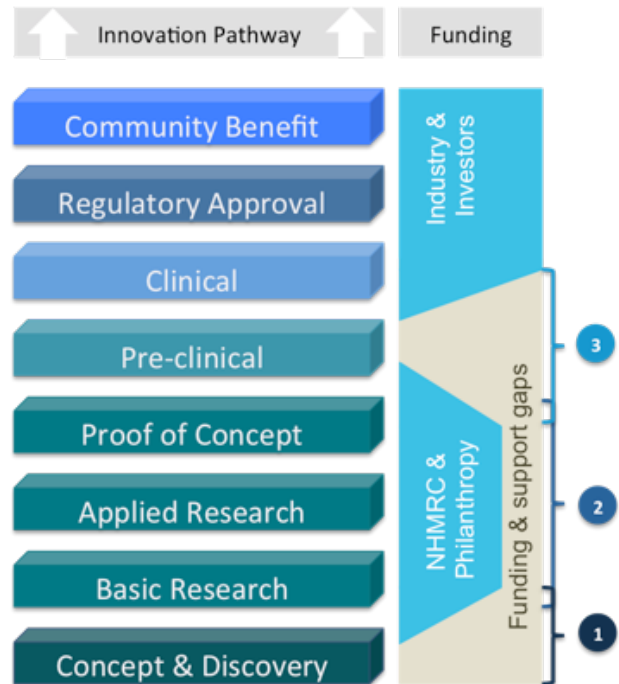 Innovation Pathway
Funding
Community Benefit
Regulatory Approval
Clinical
Pre-clinical
Proof of Concept
Applied Research
Basic Research
Concept & Discovery
Industry &
Investors
NHMRC &
Philanthropy
Funding & support gaps
3
2
1